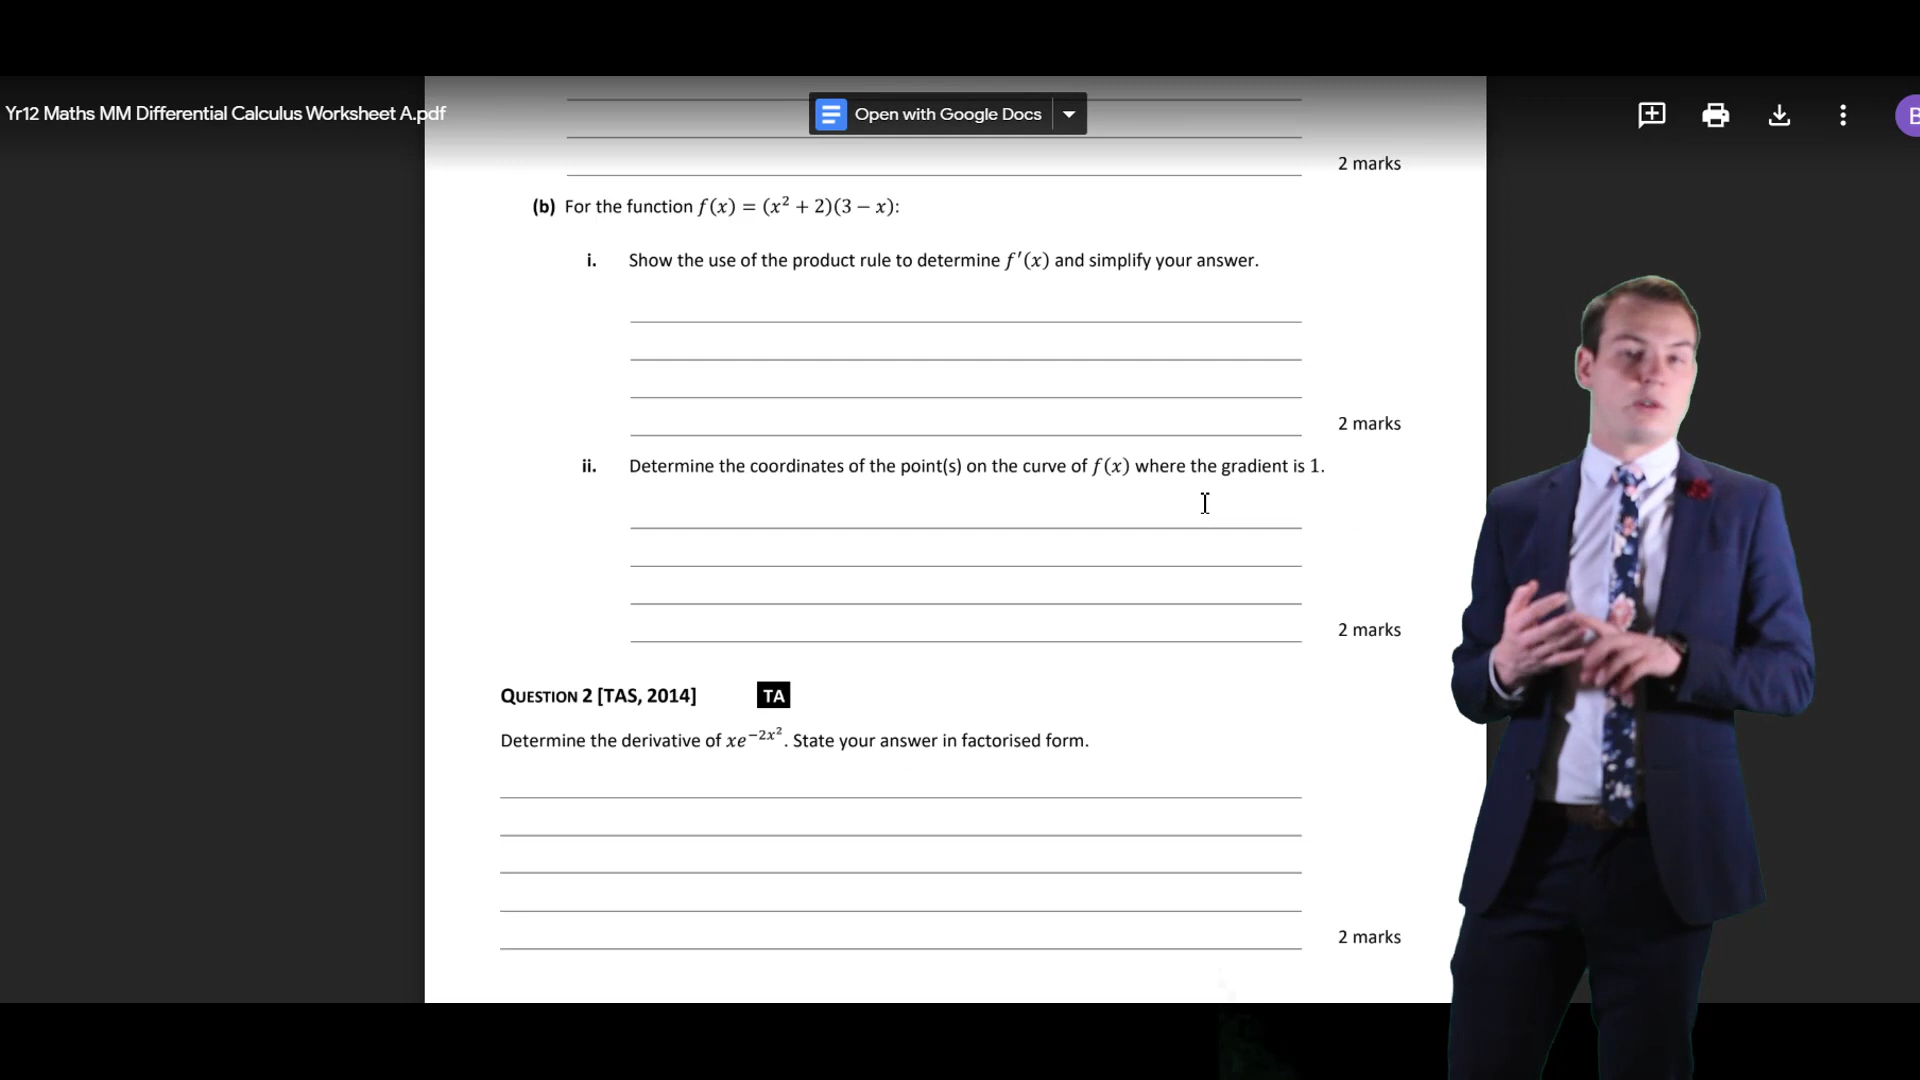 Yr12 Maths MM Differential Calculus Worksheet A.pdf
Open with Google Docs
B
2 marks
(b) For the function f(x) = (x² + 2)(3 − x):
i. Show the use of the product rule to determine f′(x) and simplify your answer.
2 marks
ii. Determine the coordinates of the point(s) on the curve of f(x) where the gradient is 1.
2 marks
QUESTION 2 [TAS, 2014] TA
Determine the derivative of xe^{−2x²}. State your answer in factorised form.
2 marks